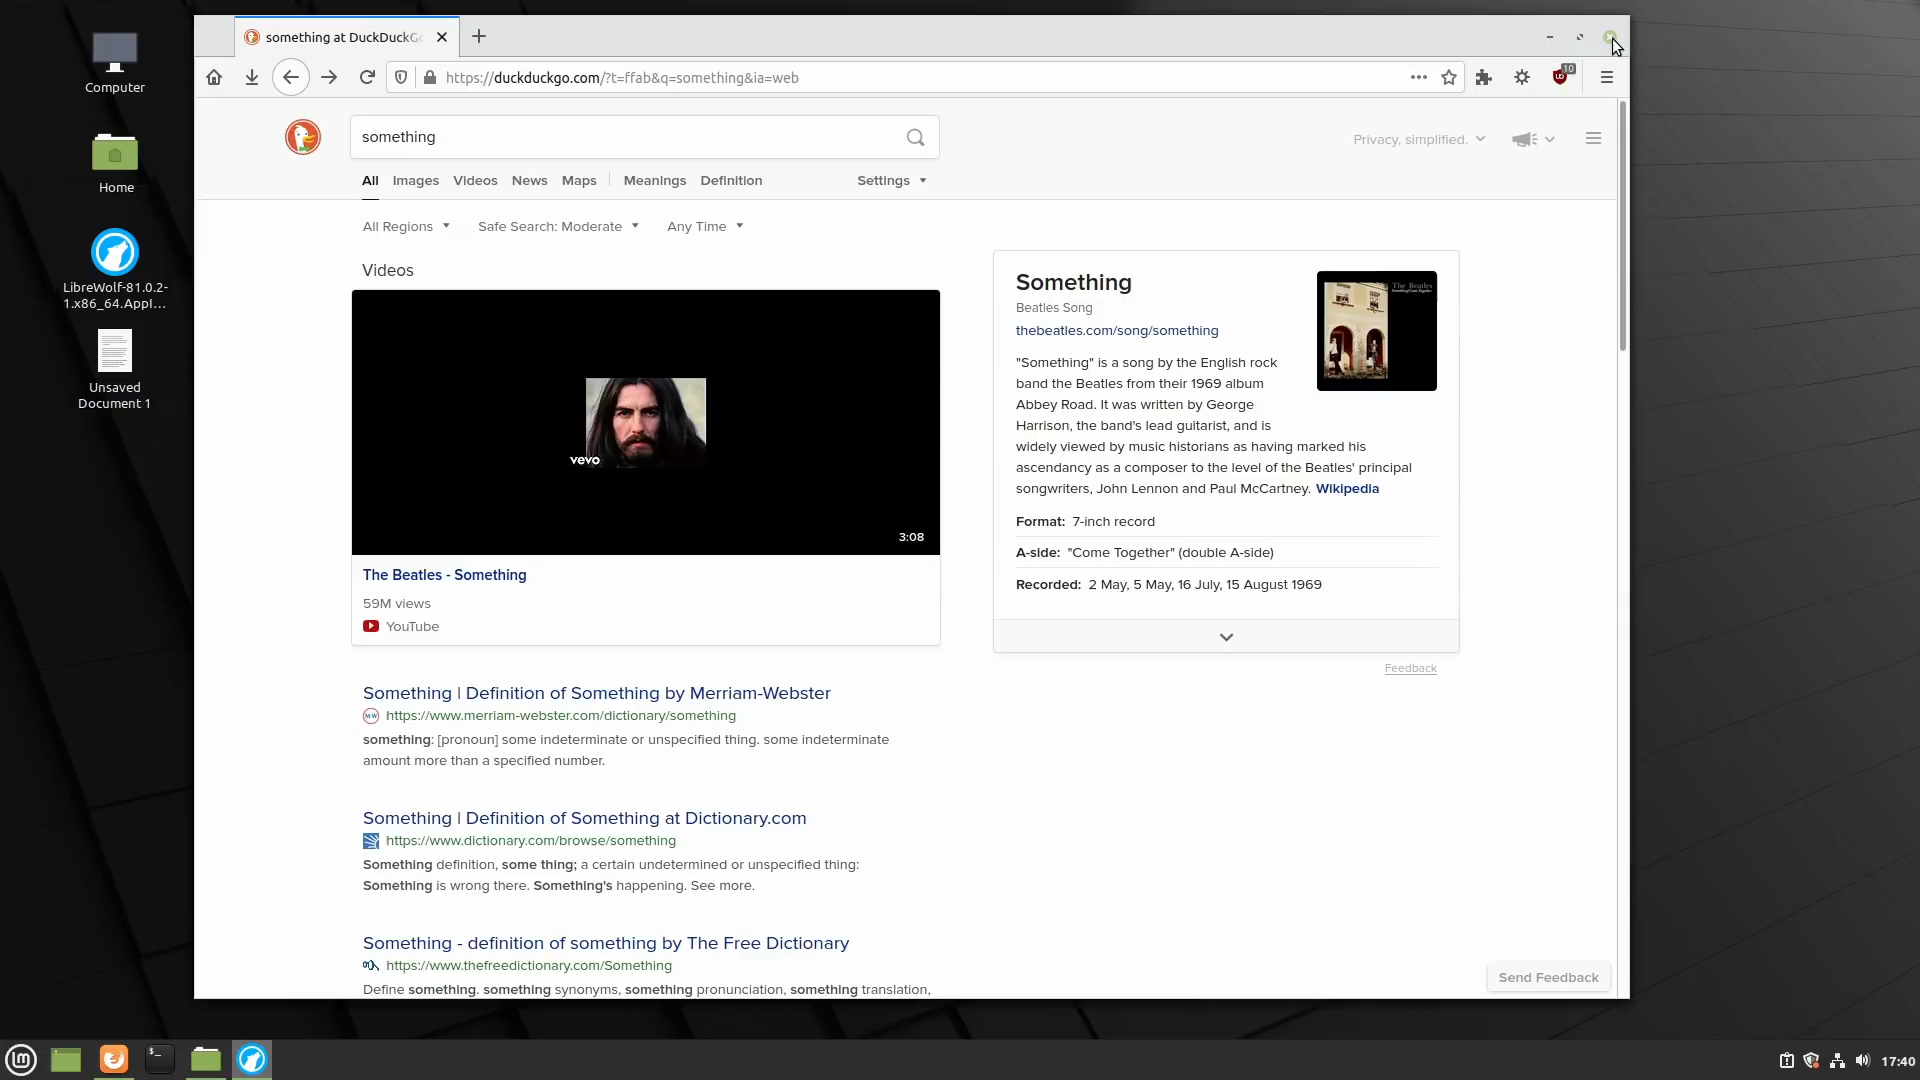 Computer
Home
LibreWolf-81.0.2-
1.x86_64.AppI...
Unsaved
Document 1
something at DuckDuckGo
https://duckduckgo.com/?t=ffab&q=something&ia=web
10
something
Privacy, simplified.
All Images Videos News Maps Meanings Definition Settings
All Regions Safe Search: Moderate Any Time
Videos
vevo
3:08
The Beatles - Something
59M views
YouTube
Something
Beatles Song
thebeatles.com/song/something
The Beatles
"Something" is a song by the English rock
band the Beatles from their 1969 album
Abbey Road. It was written by George
Harrison, the band's lead guitarist, and is
widely viewed by music historians as having marked his
ascendancy as a composer to the level of the Beatles' principal
songwriters, John Lennon and Paul McCartney. Wikipedia
Format: 7-inch record
A-side: "Come Together" (double A-side)
Recorded: 2 May, 5 May, 16 July, 15 August 1969
Feedback
Something | Definition of Something by Merriam-Webster
https://www.merriam-webster.com/dictionary/something
something: [pronoun] some indeterminate or unspecified thing. some indeterminate
amount more than a specified number.
Something | Definition of Something at Dictionary.com
https://www.dictionary.com/browse/something
Something definition, some thing; a certain undetermined or unspecified thing:
Something is wrong there. Something's happening. See more.
Something - definition of something by The Free Dictionary
https://www.thefreedictionary.com/Something
Define something. something synonyms, something pronunciation, something translation,
Send Feedback
17:40